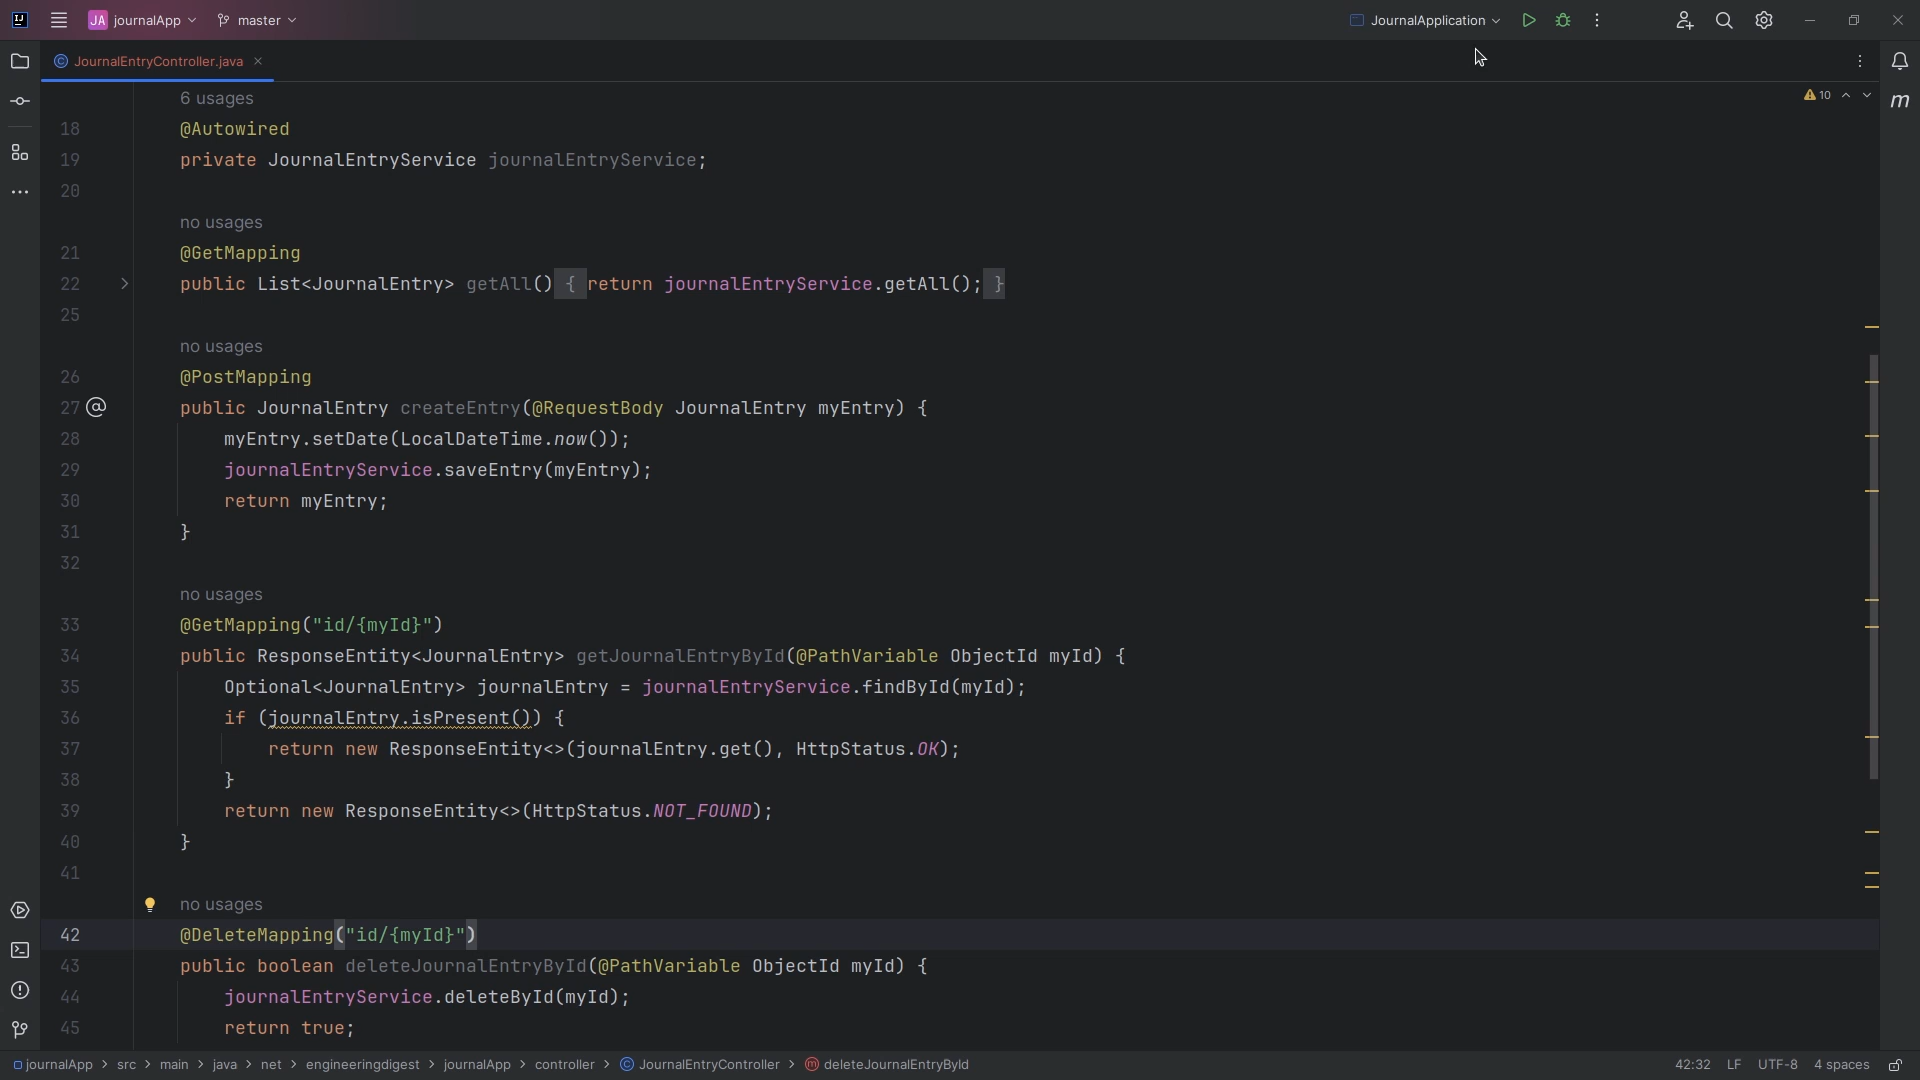 JA journalApp master JournalApplication
JournalEntryController.java
6 usages
10
18 @Autowired
19 private JournalEntryService journalEntryService;
20
no usages
21 @GetMapping
22 public List<JournalEntry> getAll() { return journalEntryService.getAll(); }
25
no usages
26 @PostMapping
27 public JournalEntry createEntry(@RequestBody JournalEntry myEntry) {
28 myEntry.setDate(LocalDateTime.now());
29 journalEntryService.saveEntry(myEntry);
30 return myEntry;
31 }
32
no usages
33 @GetMapping("id/{myId}")
34 public ResponseEntity<JournalEntry> getJournalEntryById(@PathVariable ObjectId myId) {
35 Optional<JournalEntry> journalEntry = journalEntryService.findById(myId);
36 if (journalEntry.isPresent()) {
37 return new ResponseEntity<>(journalEntry.get(), HttpStatus.OK);
38 }
39 return new ResponseEntity<>(HttpStatus.NOT_FOUND);
40 }
41
no usages
42 @DeleteMapping("id/{myId}")
43 public boolean deleteJournalEntryById(@PathVariable ObjectId myId) {
44 journalEntryService.deleteById(myId);
45 return true;
journalApp > src > main > java > net > engineeringdigest > journalApp > controller > JournalEntryController > deleteJournalEntryById 42:32 LF UTF-8 4 spaces